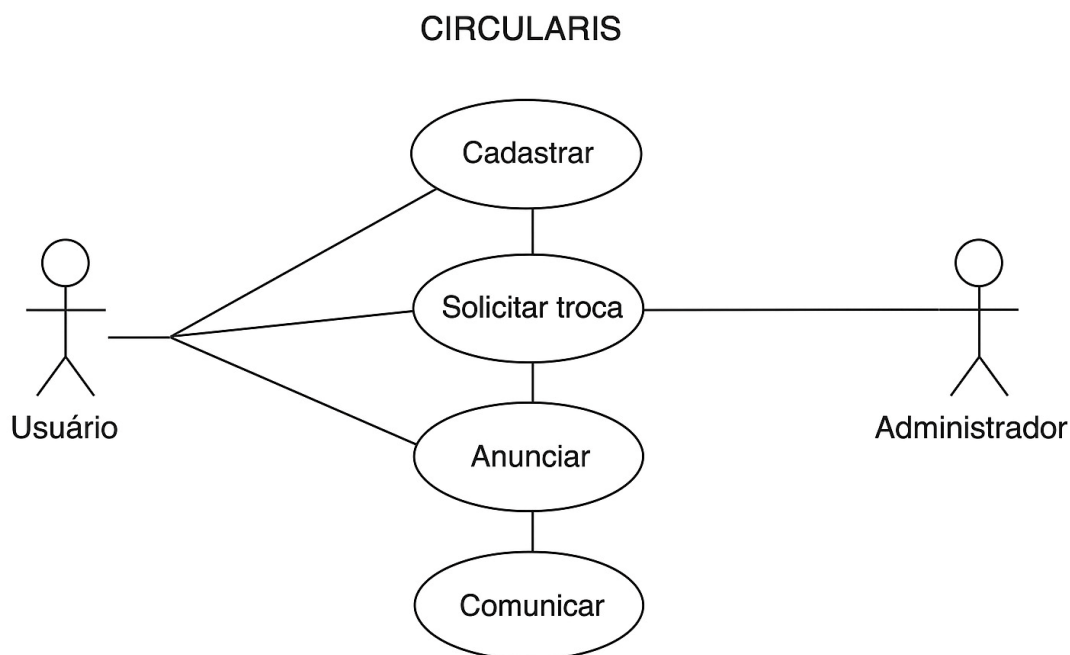 CIRCULARIS
Cadastrar
Solicitar troca
Usuário
Administrador
Anunciar
Comunicar